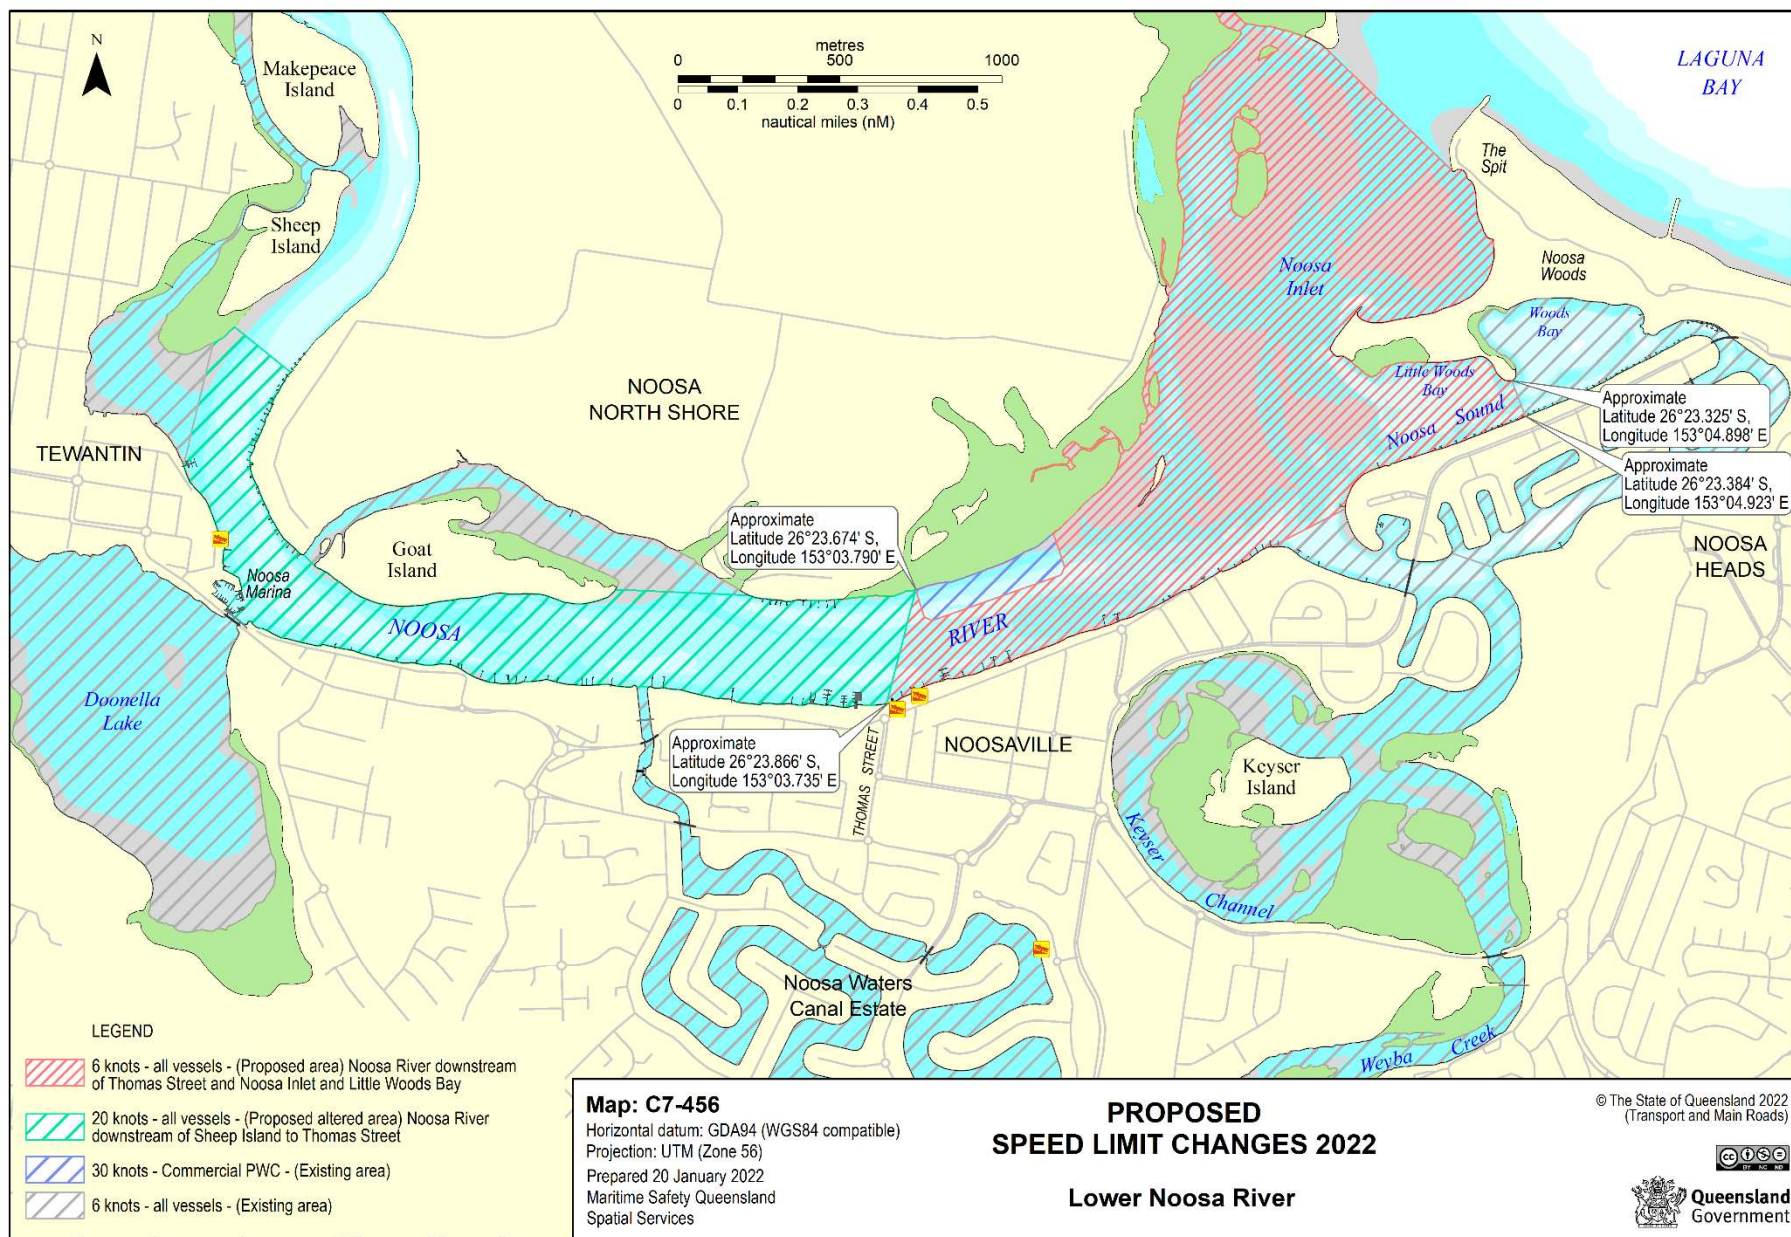 N
metres
0 500 1000
0 0.1 0.2 0.3 0.4 0.5
nautical miles (nM)
LAGUNA
BAY
Makepeace
Island
The
Spit
Sheep
Island
Noosa
Woods
Noosa
Inlet
Woods
Bay
NOOSA
NORTH SHORE
Little Woods
Bay
Noosa Sound
Approximate
Latitude 26°23.325' S,
Longitude 153°04.898' E
TEWANTIN
Approximate
Latitude 26°23.384' S,
Longitude 153°04.923' E
Approximate
Latitude 26°23.674' S,
Longitude 153°03.790' E
Goat
Island
NOOSA
HEADS
Noosa
Marina
NOOSA
RIVER
Doonella
Lake
Approximate
Latitude 26°23.866' S,
Longitude 153°03.735' E
THOMAS STREET
NOOSAVILLE
Keyser
Island
Keyser
Channel
Noosa Waters
Canal Estate
Weyba Creek
LEGEND
6 knots - all vessels - (Proposed area) Noosa River downstream
of Thomas Street and Noosa Inlet and Little Woods Bay
20 knots - all vessels - (Proposed altered area) Noosa River
downstream of Sheep Island to Thomas Street
30 knots - Commercial PWC - (Existing area)
6 knots - all vessels - (Existing area)
Map: C7-456
Horizontal datum: GDA94 (WGS84 compatible)
Projection: UTM (Zone 56)
Prepared 20 January 2022
Maritime Safety Queensland
Spatial Services
PROPOSED
SPEED LIMIT CHANGES 2022
Lower Noosa River
© The State of Queensland 2022
(Transport and Main Roads)
cc
BY NC ND
Queensland
Government